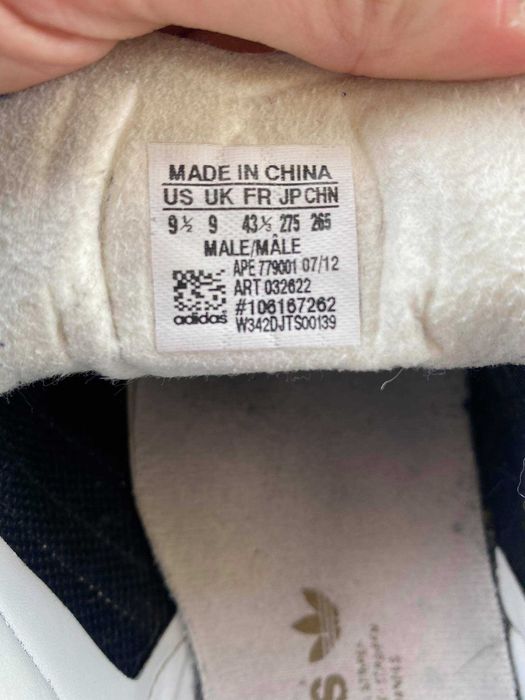 MADE IN CHINA
US UK FR JP CHN
9½ 9 43⅓ 275 265
MALE/MÂLE
APE 779001 07/12
ART 032622
#106167262
W342DJTS00139
adidas